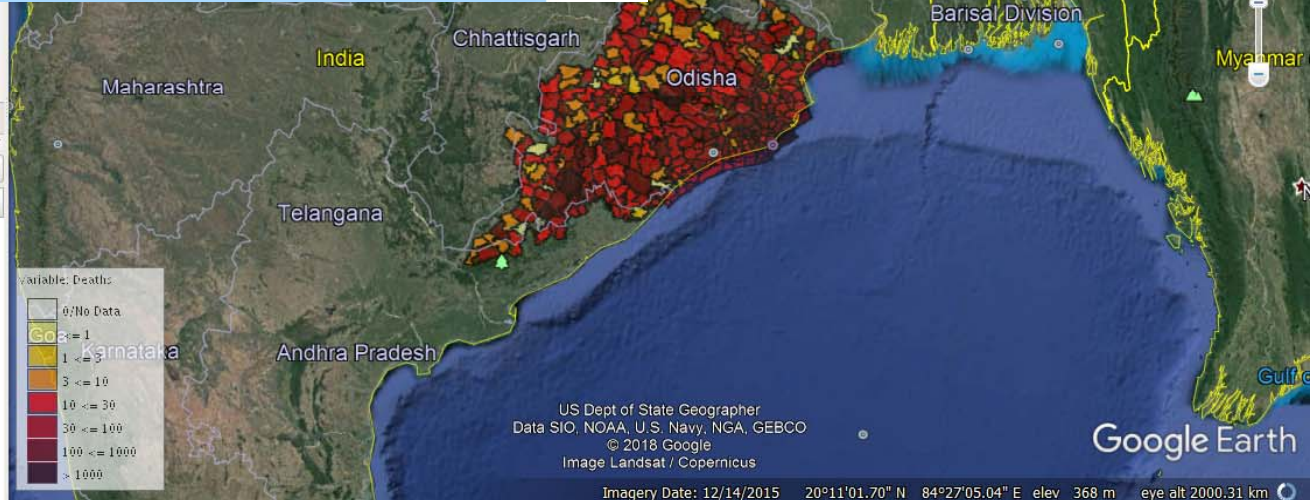 Barisal Division
Chhattisgarh
India
Myanmar
Odisha
Maharashtra
Telangana
Variable: Deaths
0/No Data
Goa
<= 1
1 <= 3
Karnataka
Andhra Pradesh
3 <= 10
Gulf o
10 <= 30
US Dept of State Geographer
Data SIO, NOAA, U.S. Navy, NGA, GEBCO
© 2018 Google
Image Landsat / Copernicus
30 <= 100
Google Earth
100 <= 1000
> 1000
Imagery Date: 12/14/2015 20°11'01.70" N 84°27'05.04" E elev 368 m eye alt 2000.31 km